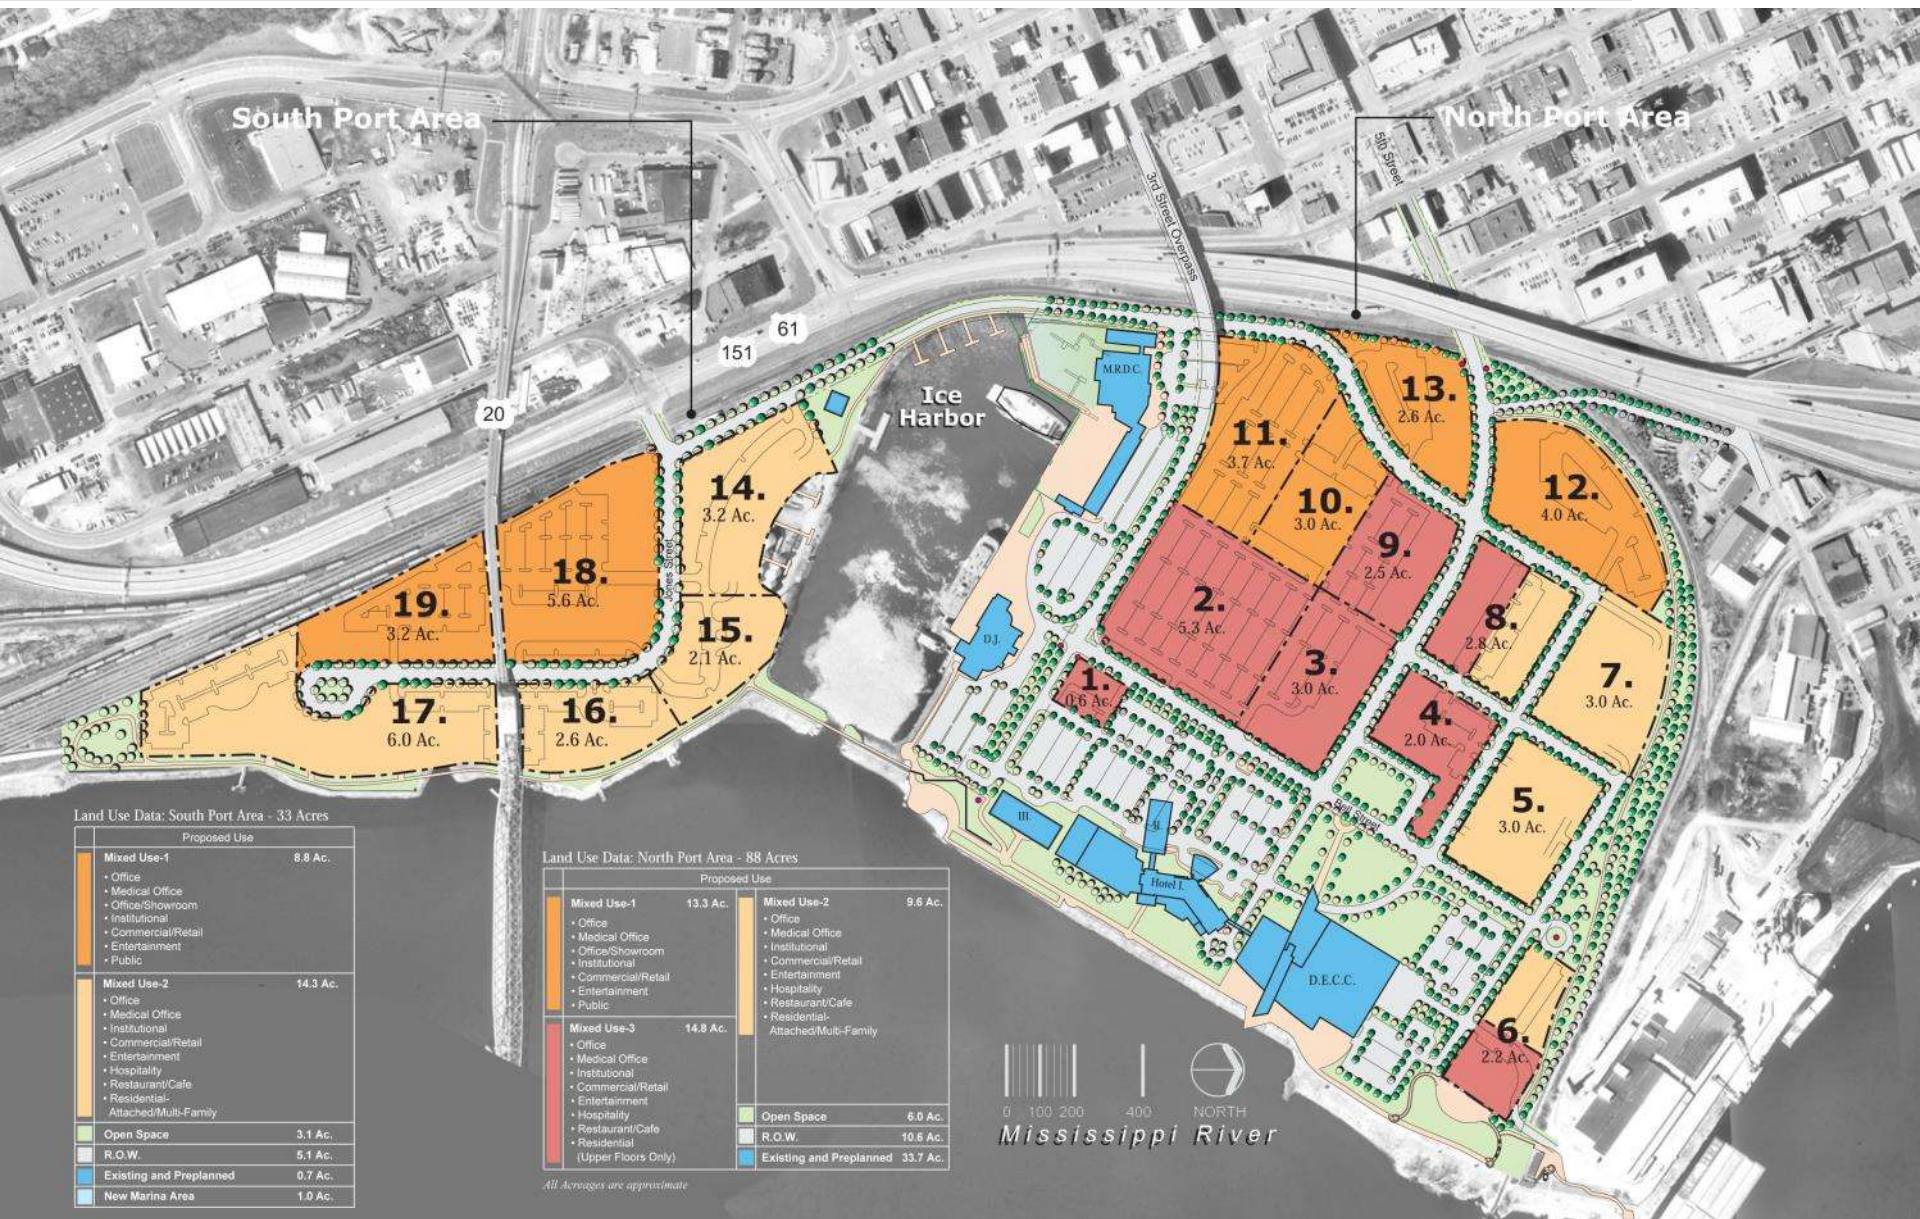 South Port Area
North Port Area
5th Street
3rd Street Overpass
61
151
20
Ice
Harbor
M.R.D.C.
13.
2.6 Ac.
11.
3.7 Ac.
12.
4.0 Ac.
14.
3.2 Ac.
10.
3.0 Ac.
9.
2.5 Ac.
Jones Street
18.
5.6 Ac.
19.
3.2 Ac.
2.
5.3 Ac.
8.
2.8 Ac.
15.
2.1 Ac.
D.J.
3.
3.0 Ac.
7.
3.0 Ac.
1.
0.6 Ac.
17.
6.0 Ac.
16.
2.6 Ac.
4.
2.0 Ac.
5.
3.0 Ac.
Bell Street
III.
Hotel I.
D.E.C.C.
6.
2.2 Ac.
Land Use Data: South Port Area - 33 Acres
Proposed Use
Mixed Use-1 8.8 Ac.
• Office
• Medical Office
• Office/Showroom
• Institutional
• Commercial/Retail
• Entertainment
• Public
Mixed Use-2 14.3 Ac.
• Office
• Medical Office
• Institutional
• Commercial/Retail
• Entertainment
• Hospitality
• Restaurant/Cafe
• Residential-
Attached/Multi-Family
Open Space 3.1 Ac.
R.O.W. 5.1 Ac.
Existing and Preplanned 0.7 Ac.
New Marina Area 1.0 Ac.
Land Use Data: North Port Area - 88 Acres
Proposed Use
Mixed Use-1 13.3 Ac.
• Office
• Medical Office
• Office/Showroom
• Institutional
• Commercial/Retail
• Entertainment
• Public
Mixed Use-3 14.8 Ac.
• Office
• Medical Office
• Institutional
• Commercial/Retail
• Entertainment
• Hospitality
• Restaurant/Cafe
• Residential
(Upper Floors Only)
Mixed Use-2 9.6 Ac.
• Office
• Medical Office
• Institutional
• Commercial/Retail
• Entertainment
• Hospitality
• Restaurant/Cafe
• Residential-
Attached/Multi-Family
Open Space 6.0 Ac.
R.O.W. 10.6 Ac.
Existing and Preplanned 33.7 Ac.
All Acreages are approximate
0 100 200 400
NORTH
Mississippi River